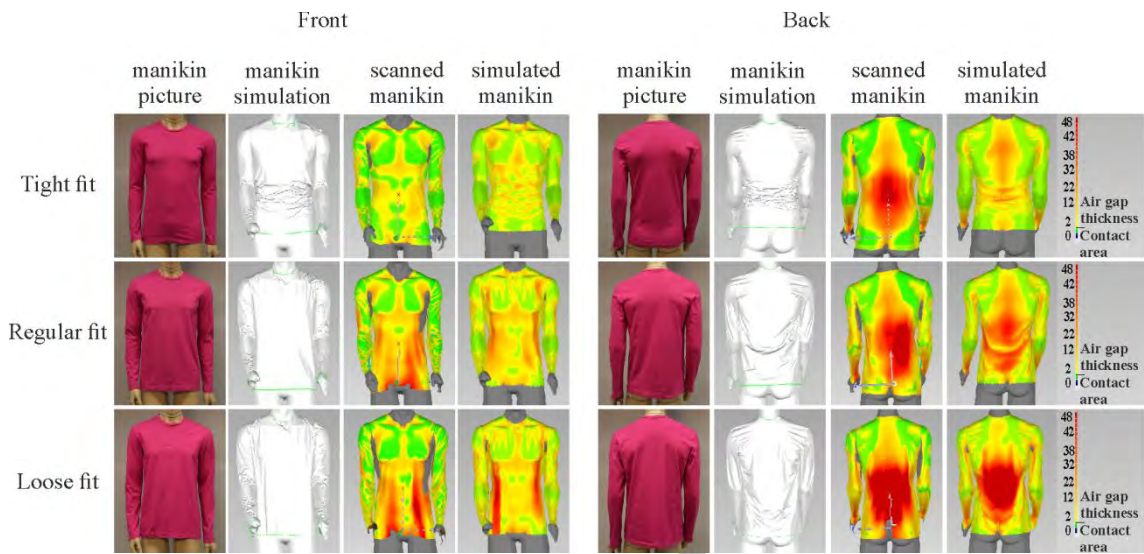 Front
Back
manikin picture
manikin simulation
scanned manikin
simulated manikin
manikin picture
manikin simulation
scanned manikin
simulated manikin
Tight fit
48
42
38
32
22
12
2
0
Air gap
thickness
Contact
area
Regular fit
48
42
38
32
22
12
2
0
Air gap
thickness
Contact
area
Loose fit
48
42
38
32
22
12
2
0
Air gap
thickness
Contact
area